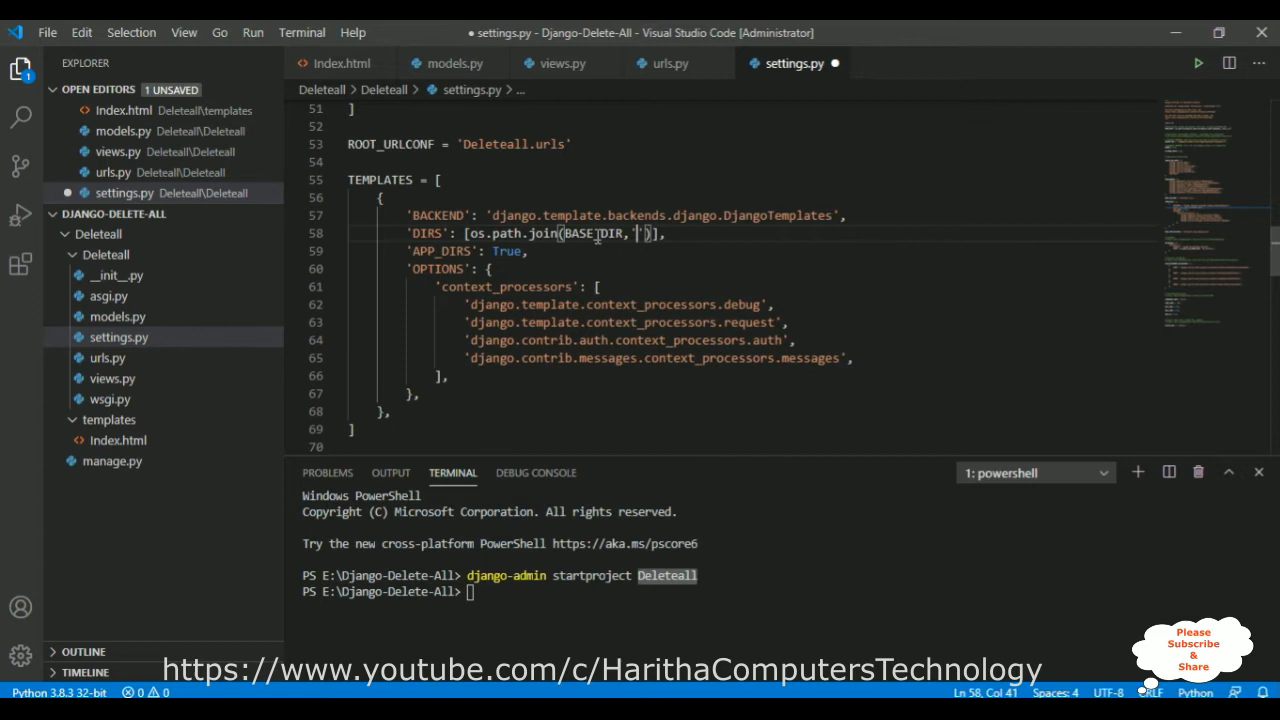 File Edit Selection View Go Run Terminal Help
● settings.py - Django-Delete-All - Visual Studio Code [Administrator]
EXPLORER
Index.html models.py views.py urls.py settings.py
OPEN EDITORS 1 UNSAVED
Deleteall > Deleteall > settings.py > ...
Index.html Deleteall\templates
models.py Deleteall\Deleteall
views.py Deleteall\Deleteall
urls.py Deleteall\Deleteall
settings.py Deleteall\Deleteall
DJANGO-DELETE-ALL
Deleteall
Deleteall
__init__.py
asgi.py
models.py
settings.py
urls.py
views.py
wsgi.py
templates
Index.html
manage.py
OUTLINE
TIMELINE
51 ]
52
53 ROOT_URLCONF = 'Deleteall.urls'
54
55 TEMPLATES = [
56 {
57 'BACKEND': 'django.template.backends.django.DjangoTemplates',
58 'DIRS': [os.path.join(BASE_DIR,'')],
59 'APP_DIRS': True,
60 'OPTIONS': {
61 'context_processors': [
62 'django.template.context_processors.debug',
63 'django.template.context_processors.request',
64 'django.contrib.auth.context_processors.auth',
65 'django.contrib.messages.context_processors.messages',
66 ],
67 },
68 },
69 ]
70
PROBLEMS OUTPUT TERMINAL DEBUG CONSOLE
1: powershell
Windows PowerShell
Copyright (C) Microsoft Corporation. All rights reserved.
Try the new cross-platform PowerShell https://aka.ms/pscore6
PS E:\Django-Delete-All> django-admin startproject Deleteall
PS E:\Django-Delete-All>
Please
Subscribe
&
Share
https://www.youtube.com/c/HarithaComputersTechnology
Python 3.8.3 32-bit 0 0
Ln 58, Col 41 Spaces: 4 UTF-8 CRLF Python